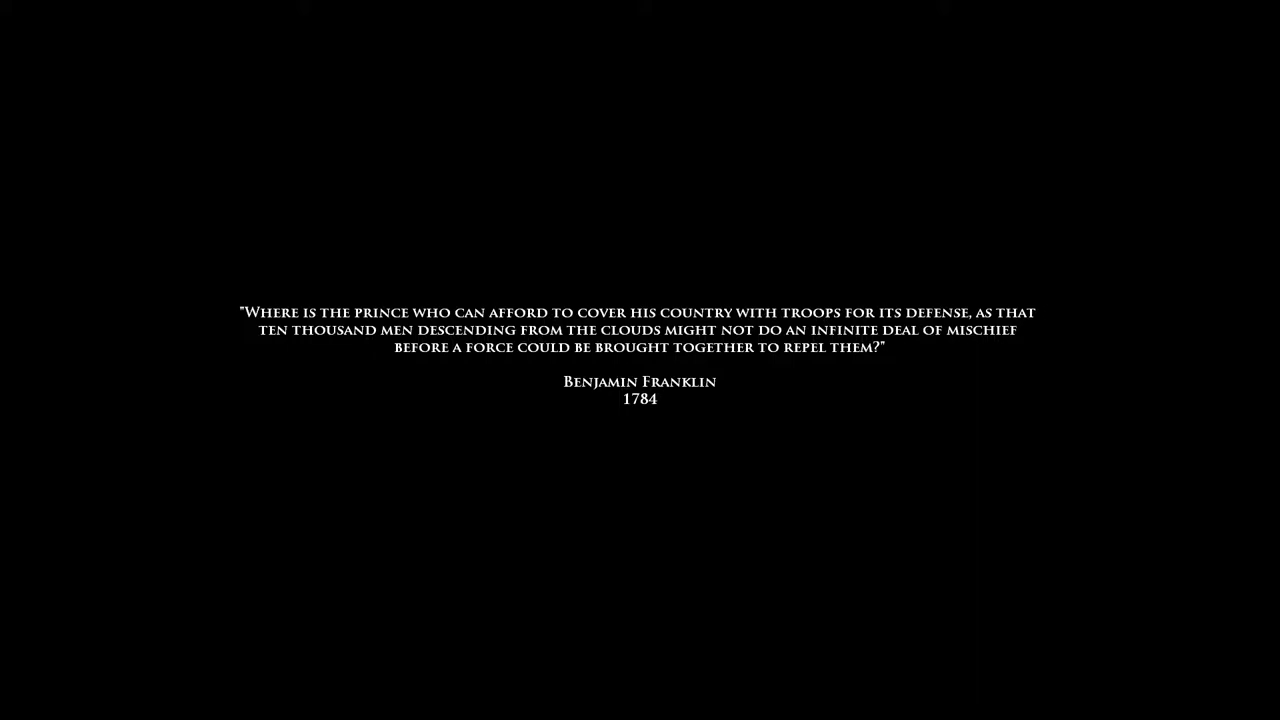 "Where is the prince who can afford to cover his country with troops for its defense, as that
ten thousand men descending from the clouds might not do an infinite deal of mischief
before a force could be brought together to repel them?"
Benjamin Franklin
1784